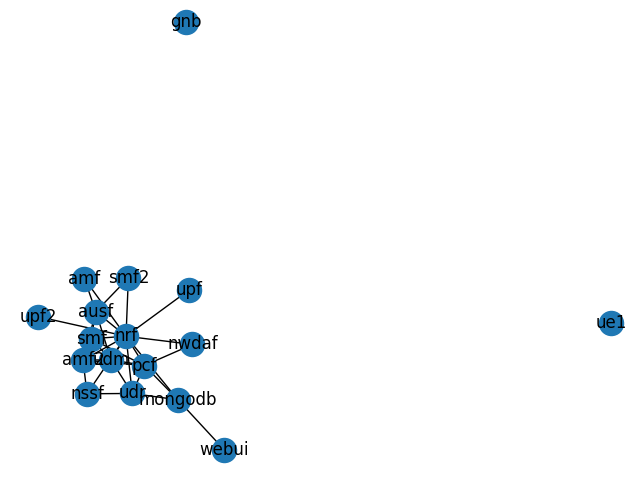 gnb
amf
smf2
upf
ausf
upf2
ue1
nrf
smf
nwdaf
amf2
udm
pcf
nssf
udr
mongodb
webui